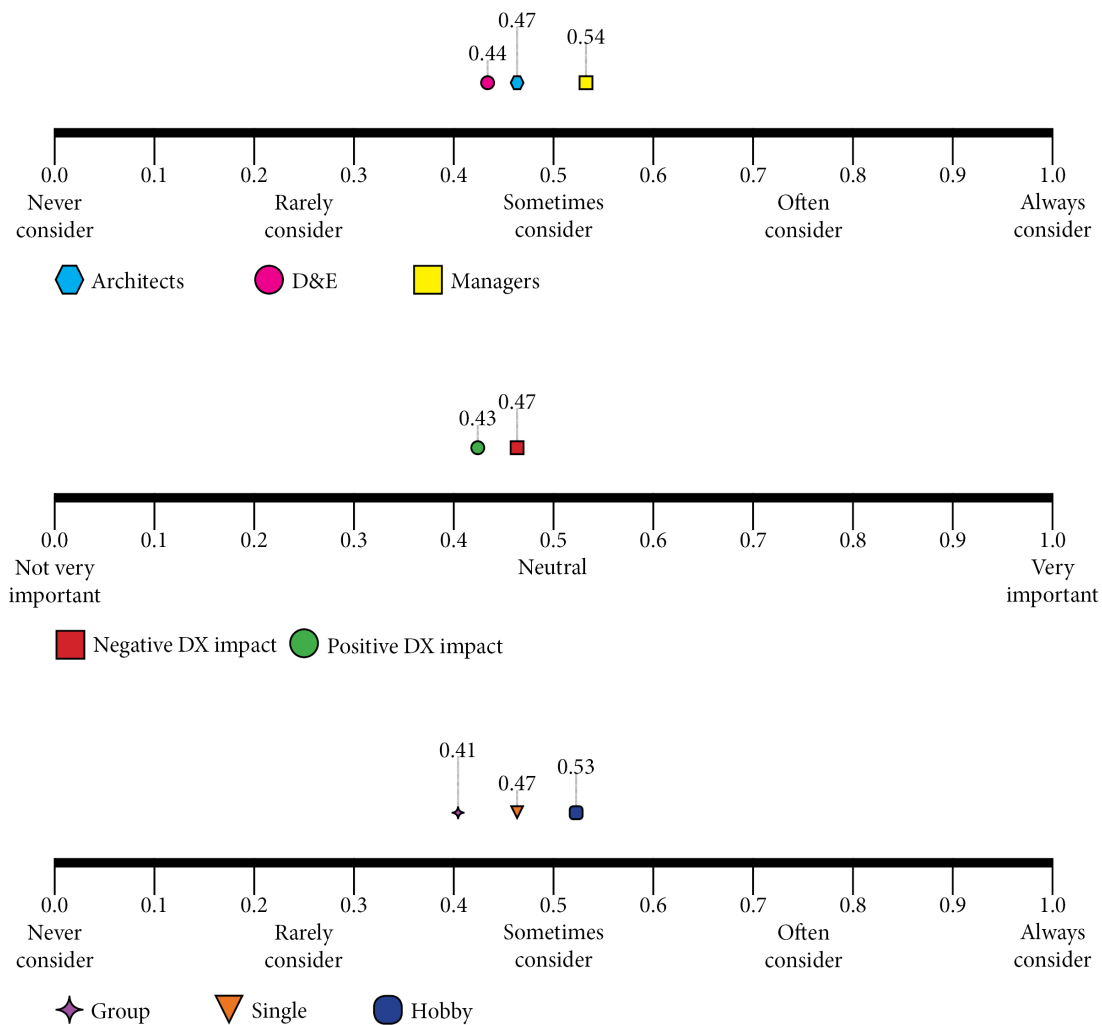 0.47
0.54
0.44
0.0 0.1 0.2 0.3 0.4 0.5 0.6 0.7 0.8 0.9 1.0
Never Rarely Sometimes Often Always
consider consider consider consider consider
Architects D&E Managers
0.47
0.43
0.0 0.1 0.2 0.3 0.4 0.5 0.6 0.7 0.8 0.9 1.0
Not very Neutral Very
important important
Negative DX impact Positive DX impact
0.41
0.53
0.47
0.0 0.1 0.2 0.3 0.4 0.5 0.6 0.7 0.8 0.9 1.0
Never Rarely Sometimes Often Always
consider consider consider consider consider
Group Single Hobby